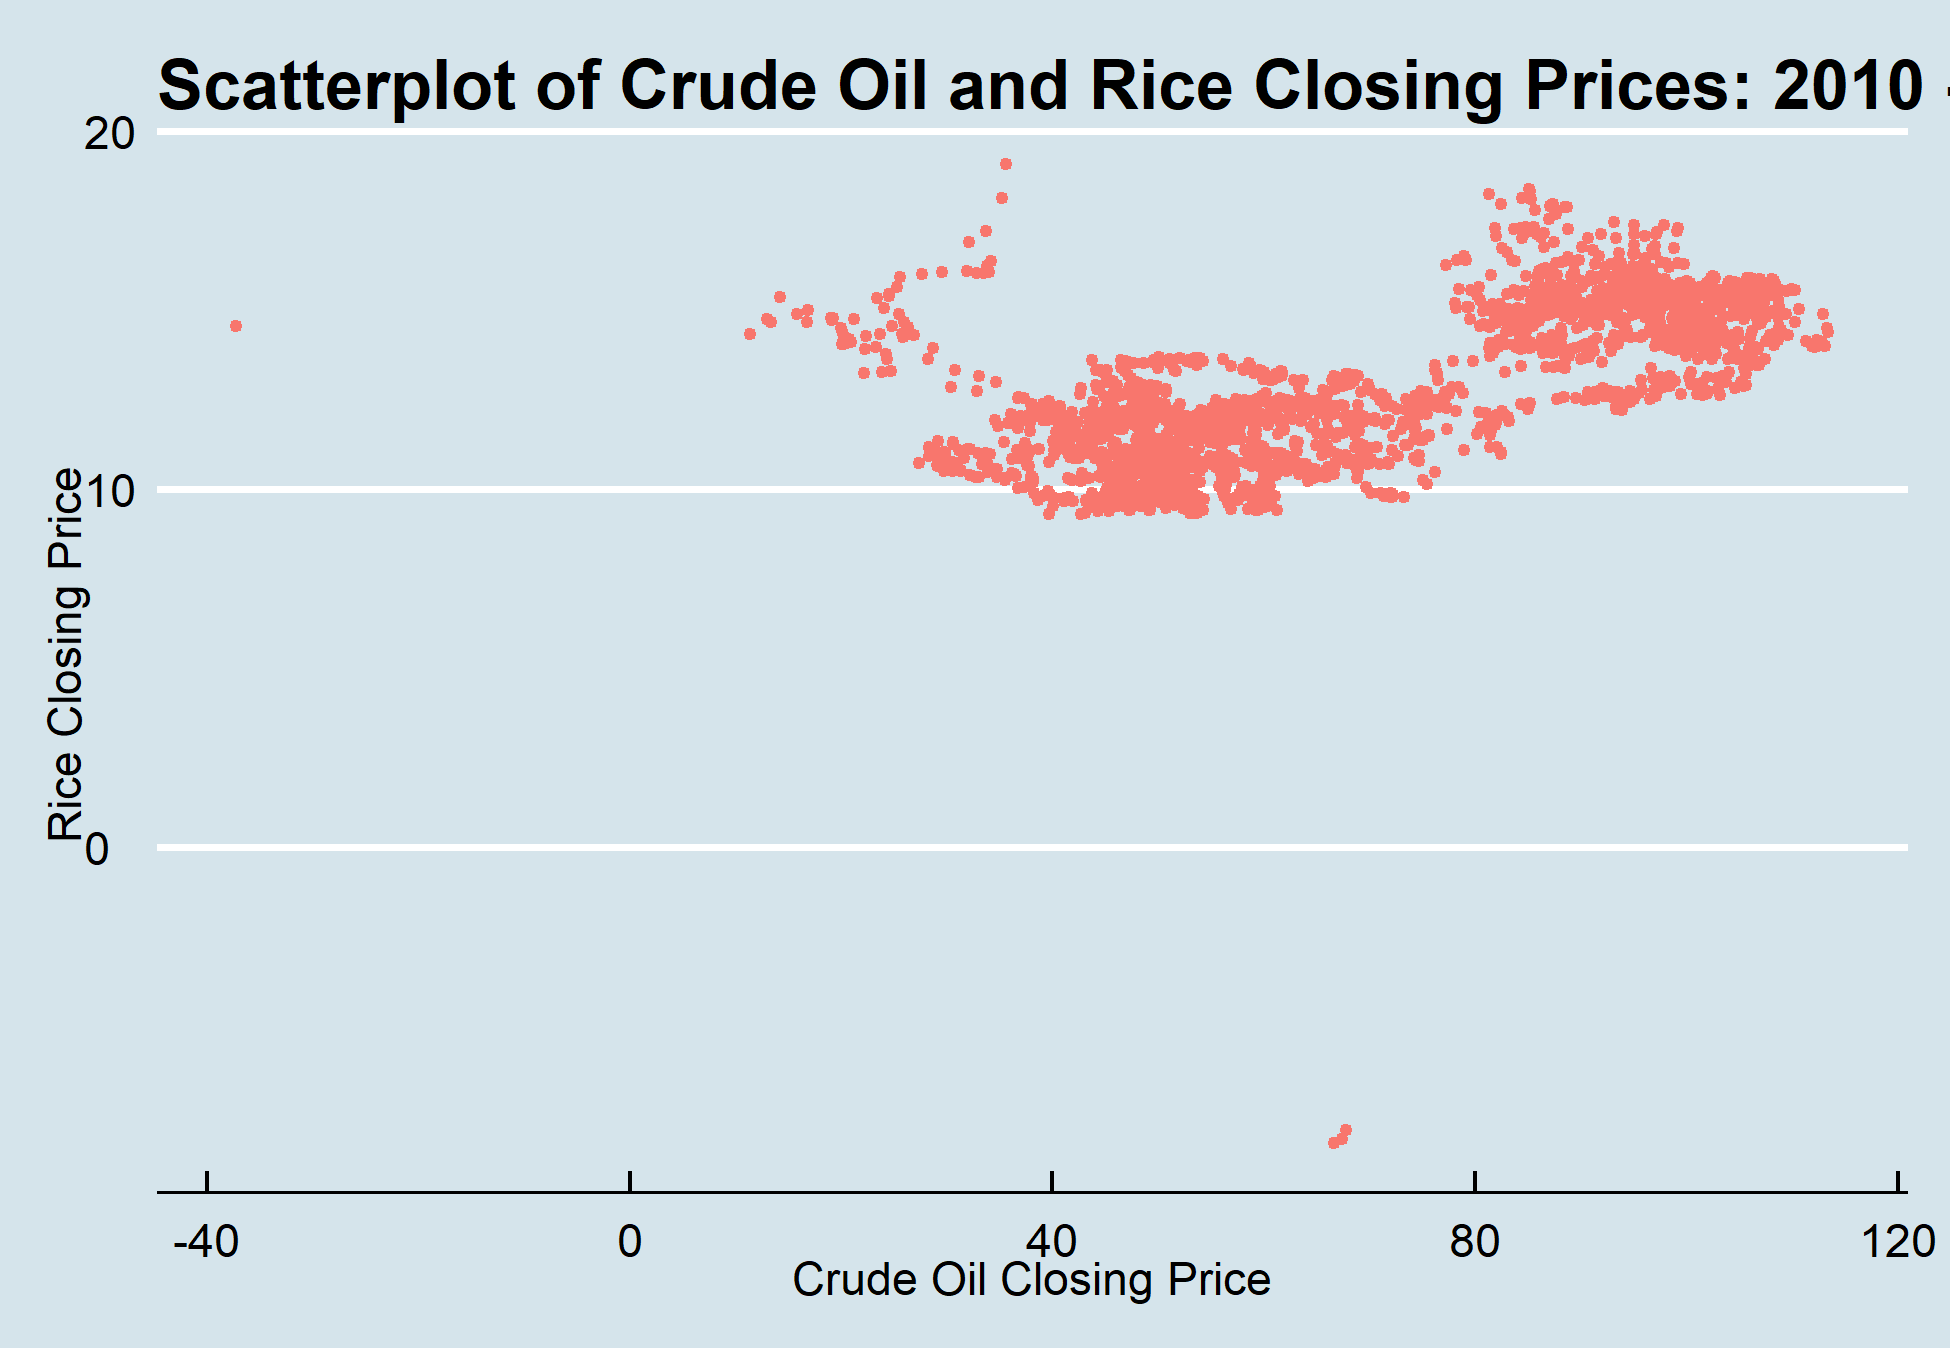 Scatterplot of Crude Oil and Rice Closing Prices: 2010 -
20
10
0
Rice Closing Price
-40 0 40 80 120
Crude Oil Closing Price